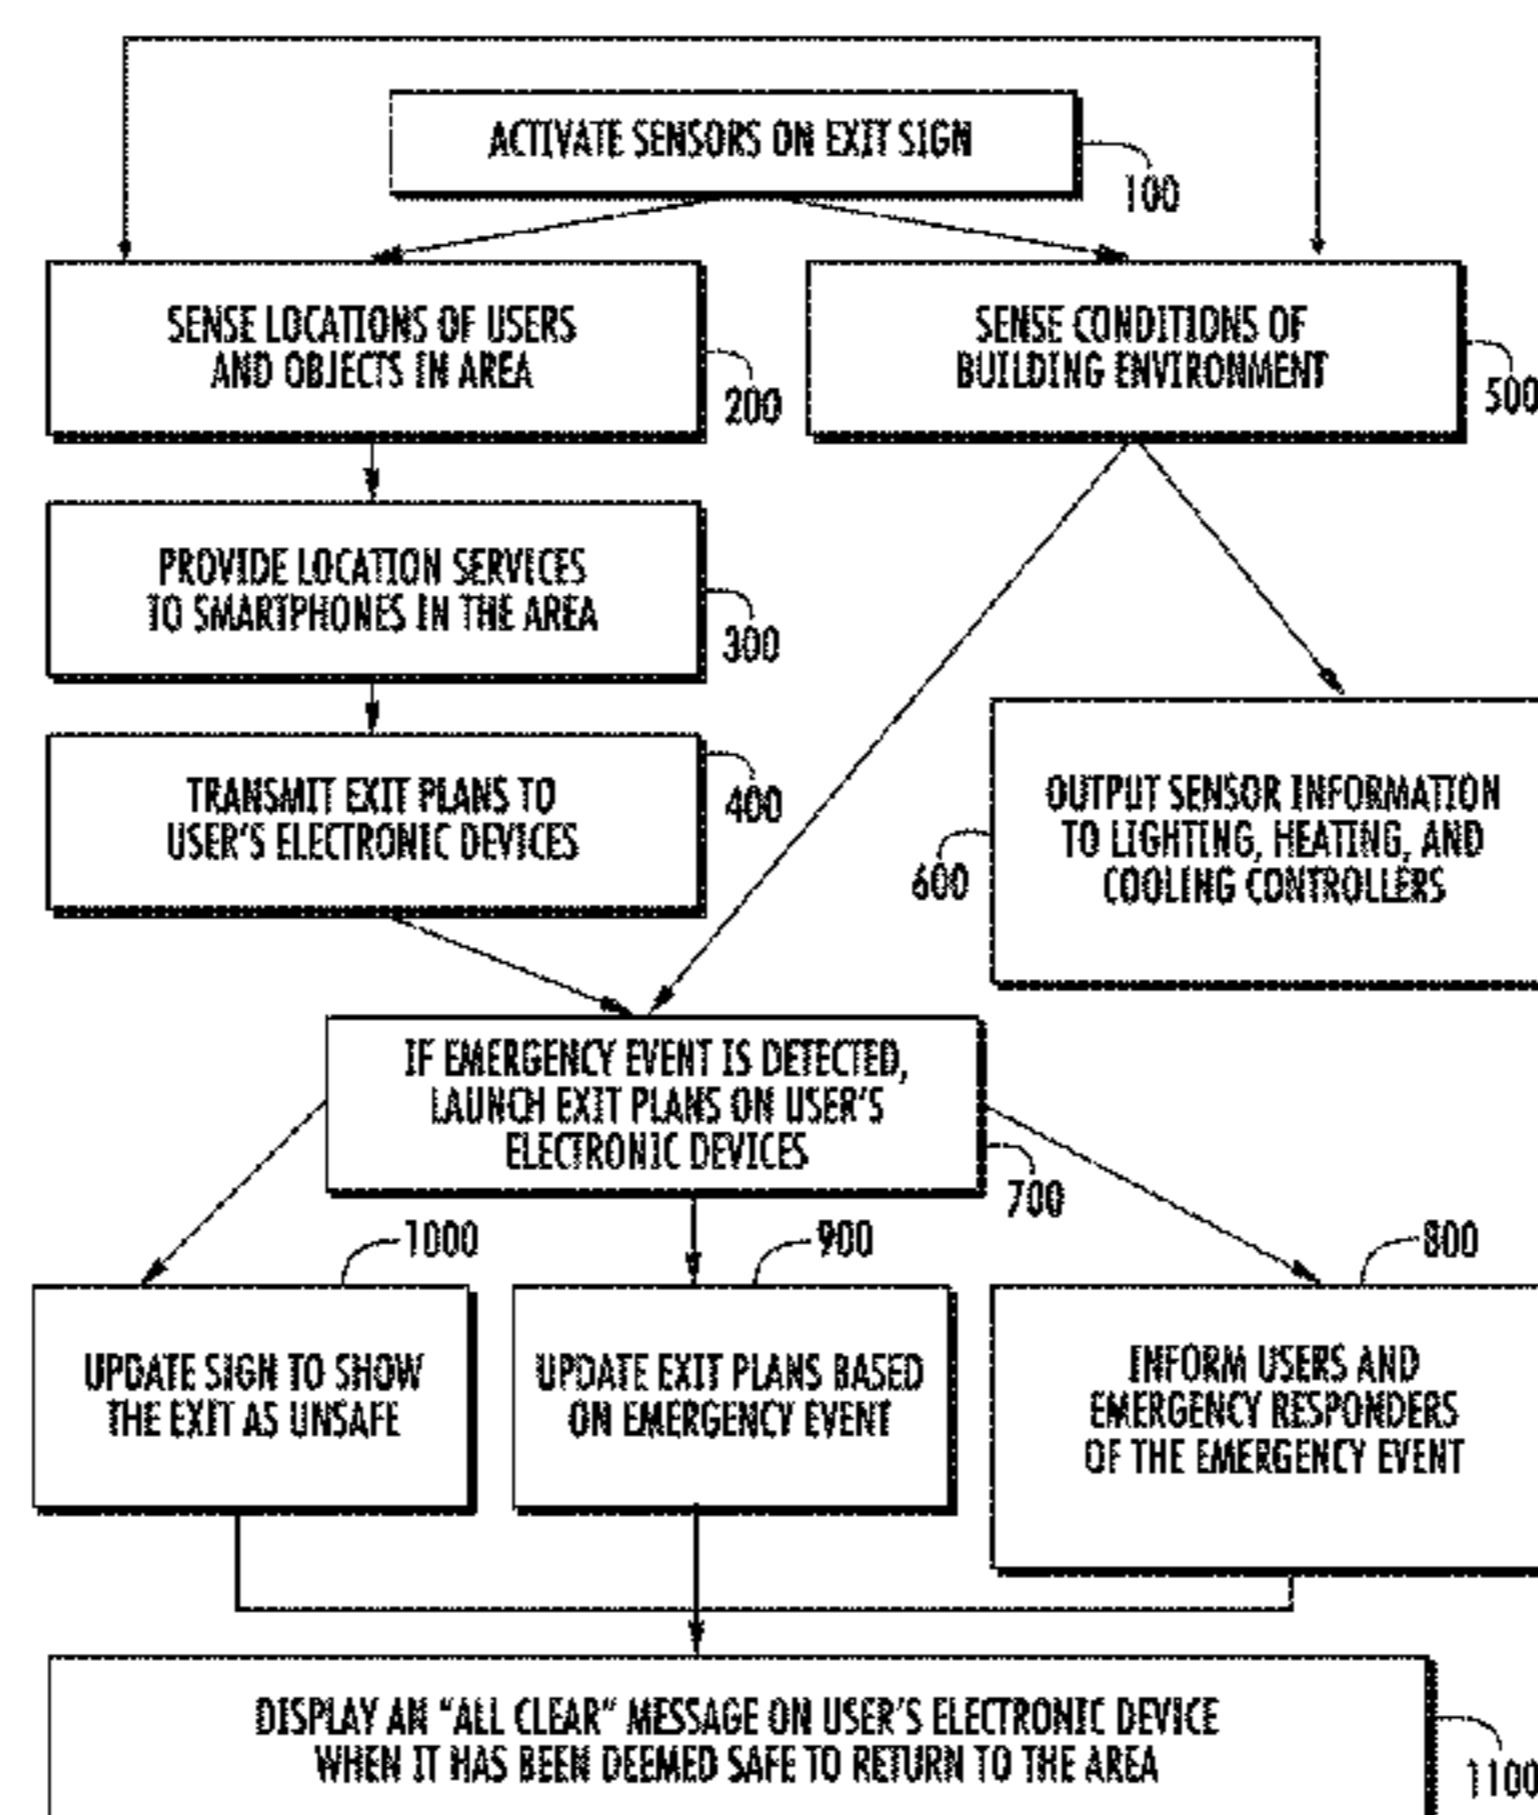 ACTIVATE SENSORS ON EXIT SIGN
100
SENSE LOCATIONS OF USERS
AND OBJECTS IN AREA
200
SENSE CONDITIONS OF
BUILDING ENVIRONMENT
500
PROVIDE LOCATION SERVICES
TO SMARTPHONES IN THE AREA
300
TRANSMIT EXIT PLANS TO
USER'S ELECTRONIC DEVICES
400
OUTPUT SENSOR INFORMATION
TO LIGHTING, HEATING, AND
COOLING CONTROLLERS
600
IF EMERGENCY EVENT IS DETECTED,
LAUNCH EXIT PLANS ON USER'S
ELECTRONIC DEVICES
700
1000
UPDATE SIGN TO SHOW
THE EXIT AS UNSAFE
900
UPDATE EXIT PLANS BASED
ON EMERGENCY EVENT
800
INFORM USERS AND
EMERGENCY RESPONDERS
OF THE EMERGENCY EVENT
DISPLAY AN "ALL CLEAR" MESSAGE ON USER'S ELECTRONIC DEVICE
WHEN IT HAS BEEN DEEMED SAFE TO RETURN TO THE AREA
1100